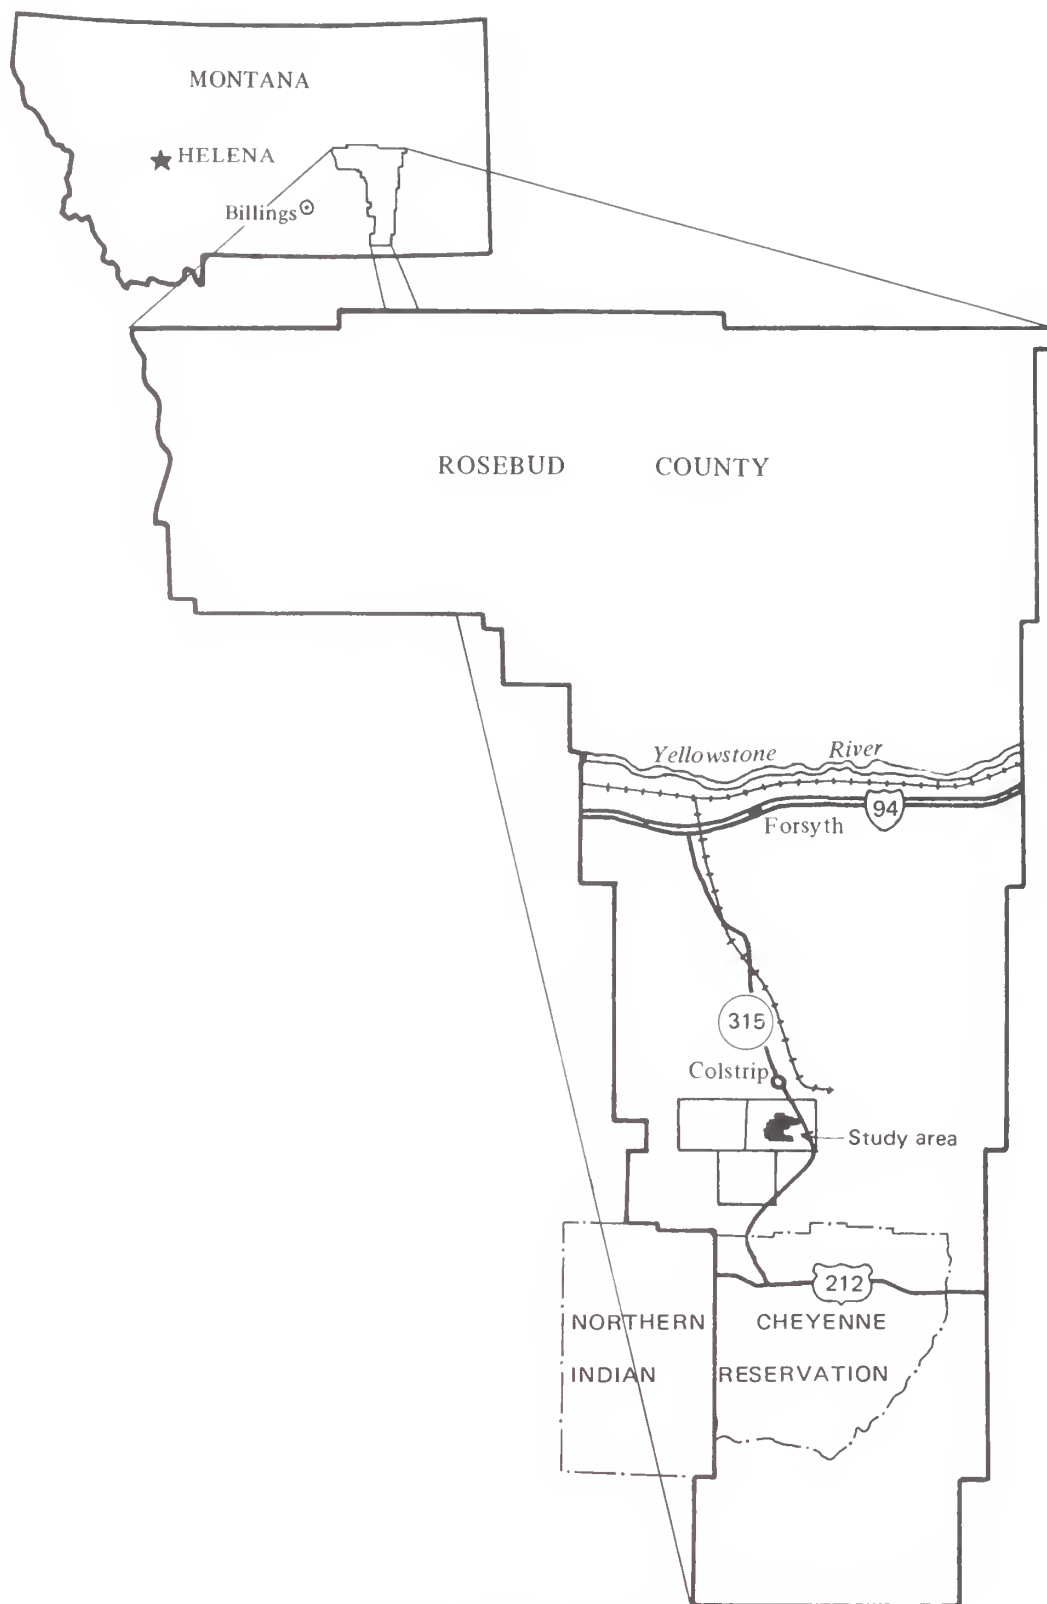 MONTANA
HELENA
Billings
ROSEBUD COUNTY
Yellowstone River
94
Forsyth
315
Colstrip
Study area
212
NORTHERN CHEYENNE
INDIAN RESERVATION